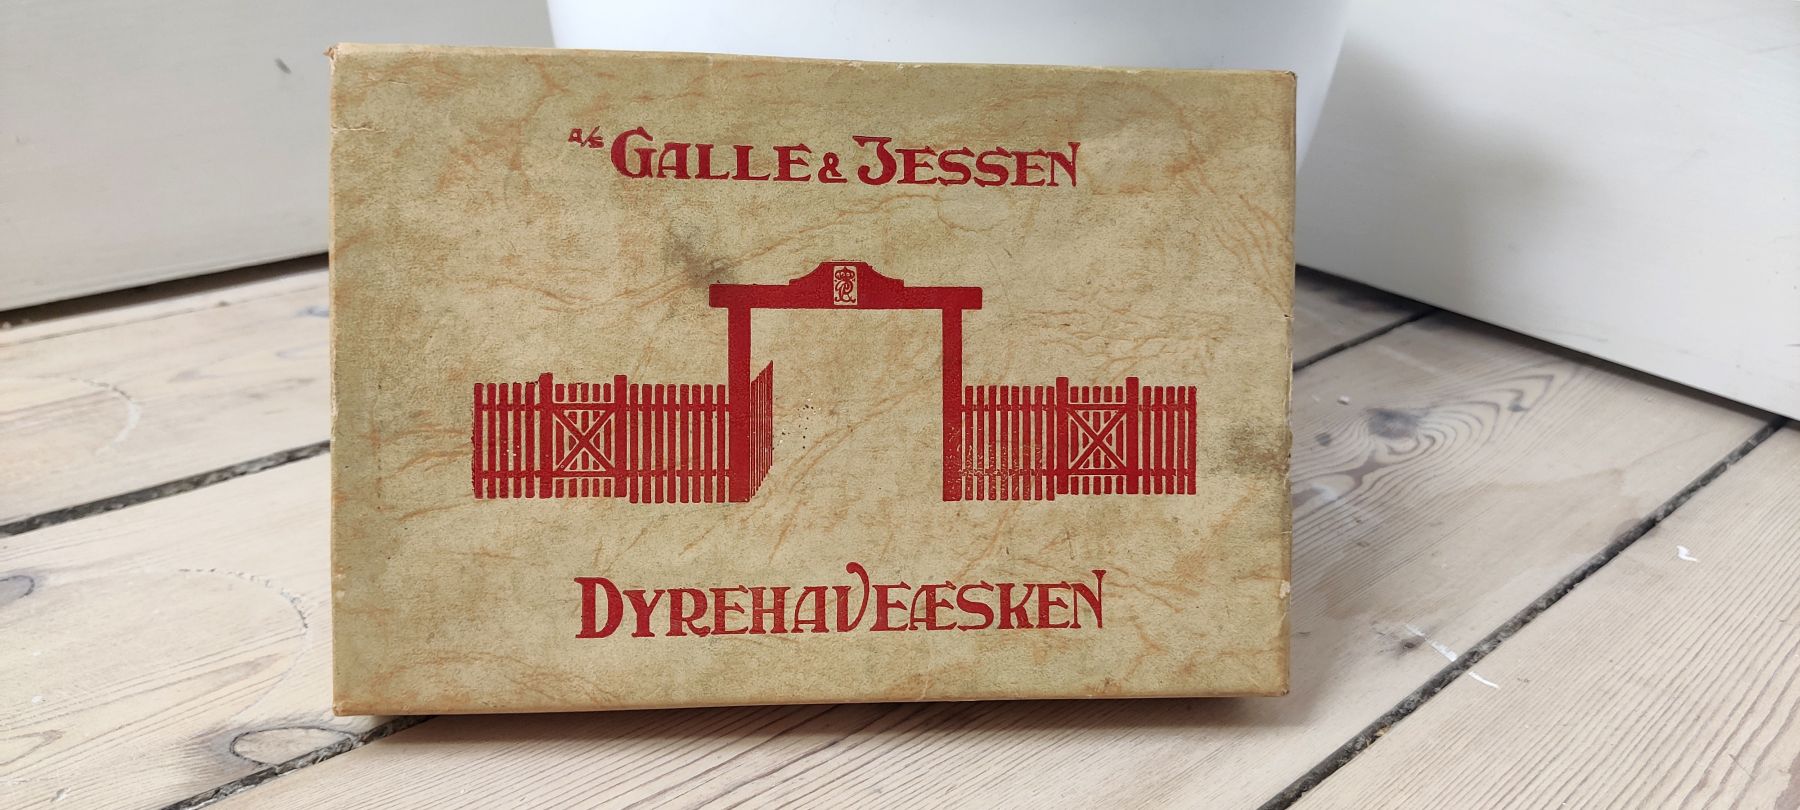 A/S GALLE & JESSEN
DYREHAVEÆSKEN